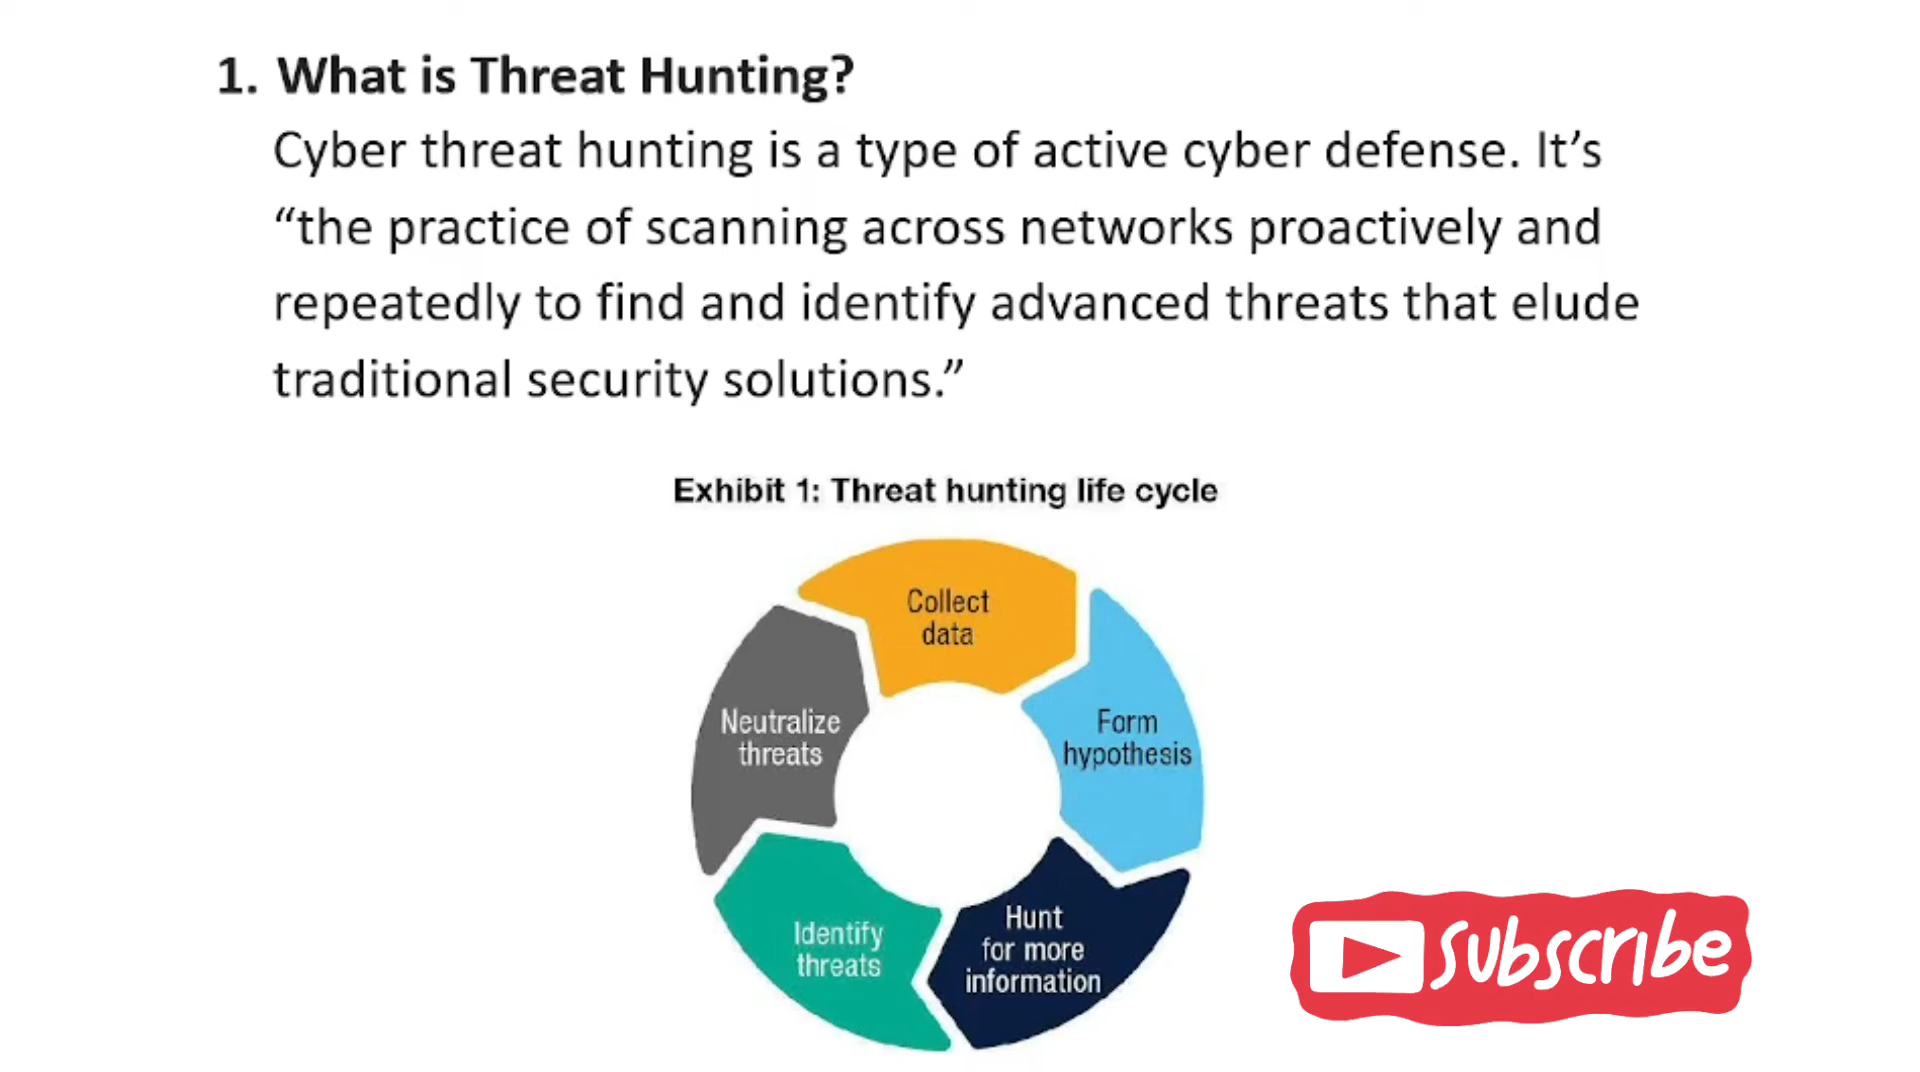 1. What is Threat Hunting?
Cyber threat hunting is a type of active cyber defense. It’s
“the practice of scanning across networks proactively and
repeatedly to find and identify advanced threats that elude
traditional security solutions.”
Exhibit 1: Threat hunting life cycle
Collect
data
Form
hypothesis
Hunt
for more
information
Identify
threats
Neutralize
threats
Subscribe